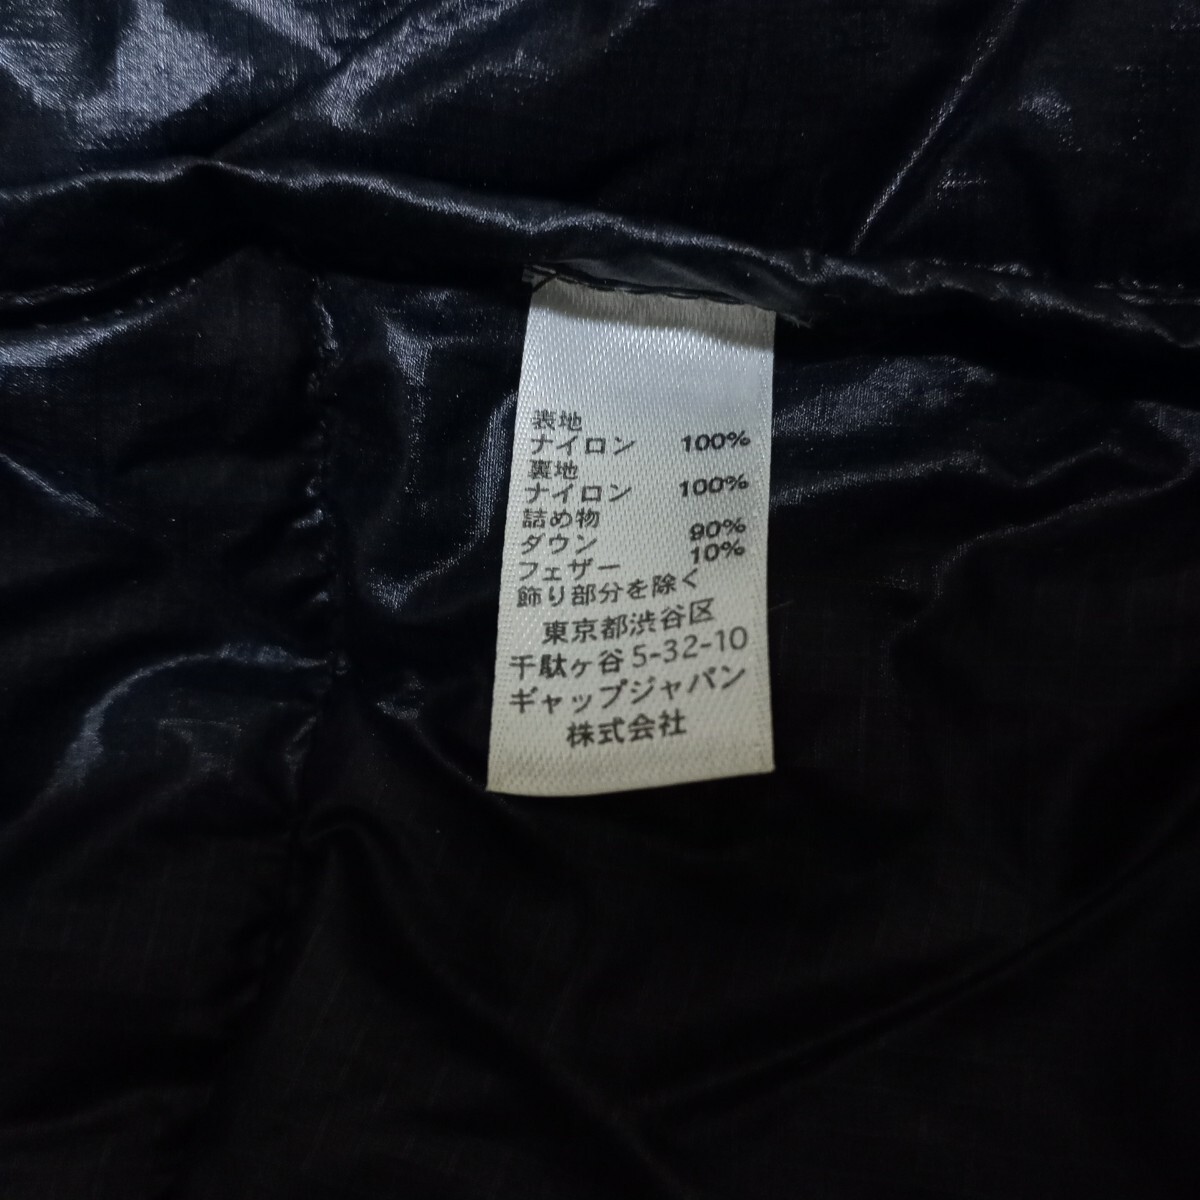 表地
ナイロン 100%
裏地
ナイロン 100%
詰め物
ダウン 90%
フェザー 10%
飾り部分を除く
東京都渋谷区
千駄ヶ谷5-32-10
ギャップジャパン
株式会社